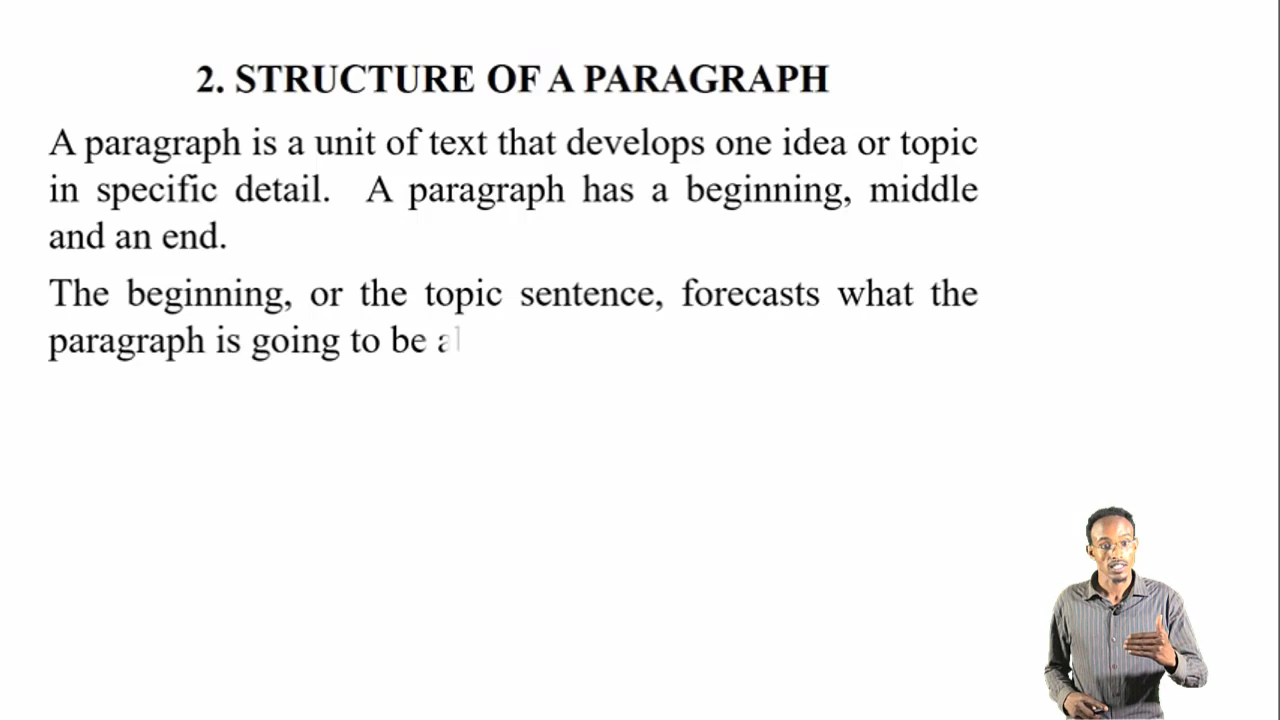 2. STRUCTURE OF A PARAGRAPH
A paragraph is a unit of text that develops one idea or topic
in specific detail. A paragraph has a beginning, middle
and an end.
The beginning, or the topic sentence, forecasts what the
paragraph is going to be